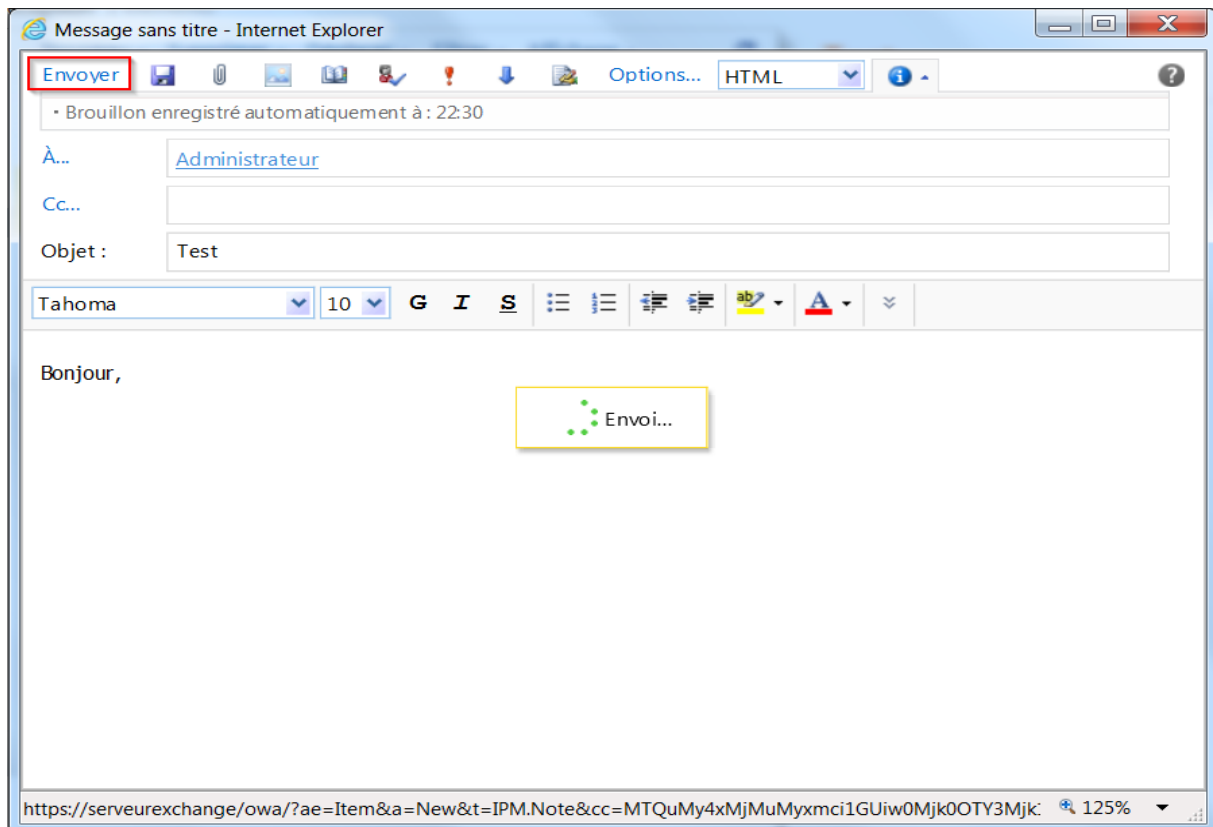 Message sans titre - Internet Explorer
Envoyer Options... HTML
• Brouillon enregistré automatiquement à : 22:30
À... Administrateur
Cc...
Objet : Test
Tahoma 10 G I S ab A
Bonjour,
Envoi...
https://serveurexchange/owa/?ae=Item&a=New&t=IPM.Note&cc=MTQuMy4xMjMuMyxmci1GUiw0Mjk0OTY3Mjk: 125%